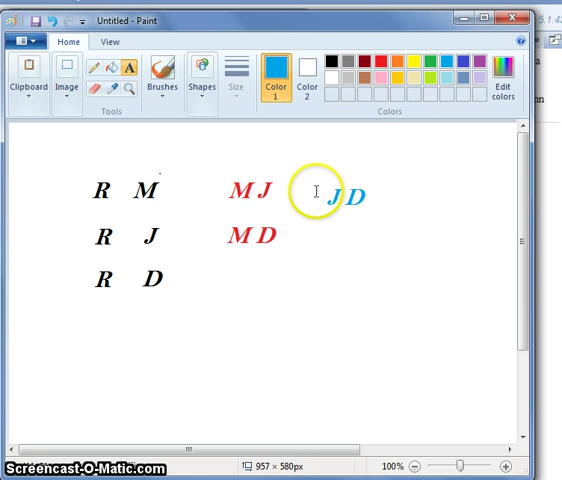 Untitled - Paint
Home View
Clipboard
Image
Tools
Brushes
Shapes
Size
Color 1
Color 2
Edit colors
Colors
R M M J J D
R J M D
R D
957 × 580px
100%
Screencast-O-Matic.com